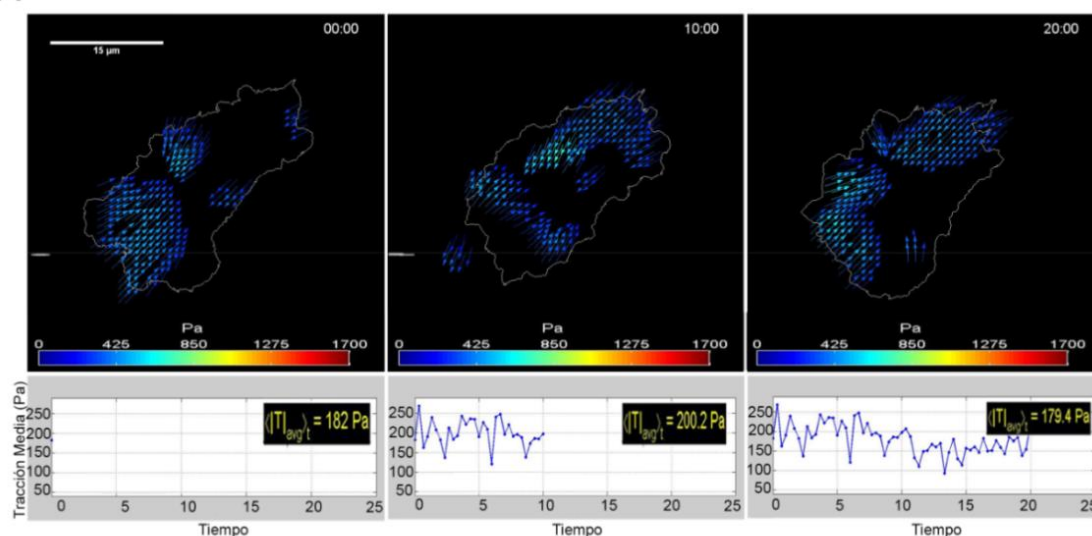 00:00
15 µm
Pa
0 425 850 1275 1700
10:00
Pa
0 425 850 1275 1700
20:00
Pa
0 425 850 1275 1700
Tracción Media (Pa)
250
200
150
100
50
0 5 10 15 20 25
Tiempo
⟨|T|avg⟩t = 182 Pa
250
200
150
100
50
0 5 10 15 20 25
Tiempo
⟨|T|avg⟩t = 200.2 Pa
250
200
150
100
50
0 5 10 15 20 25
Tiempo
⟨|T|avg⟩t = 179.4 Pa